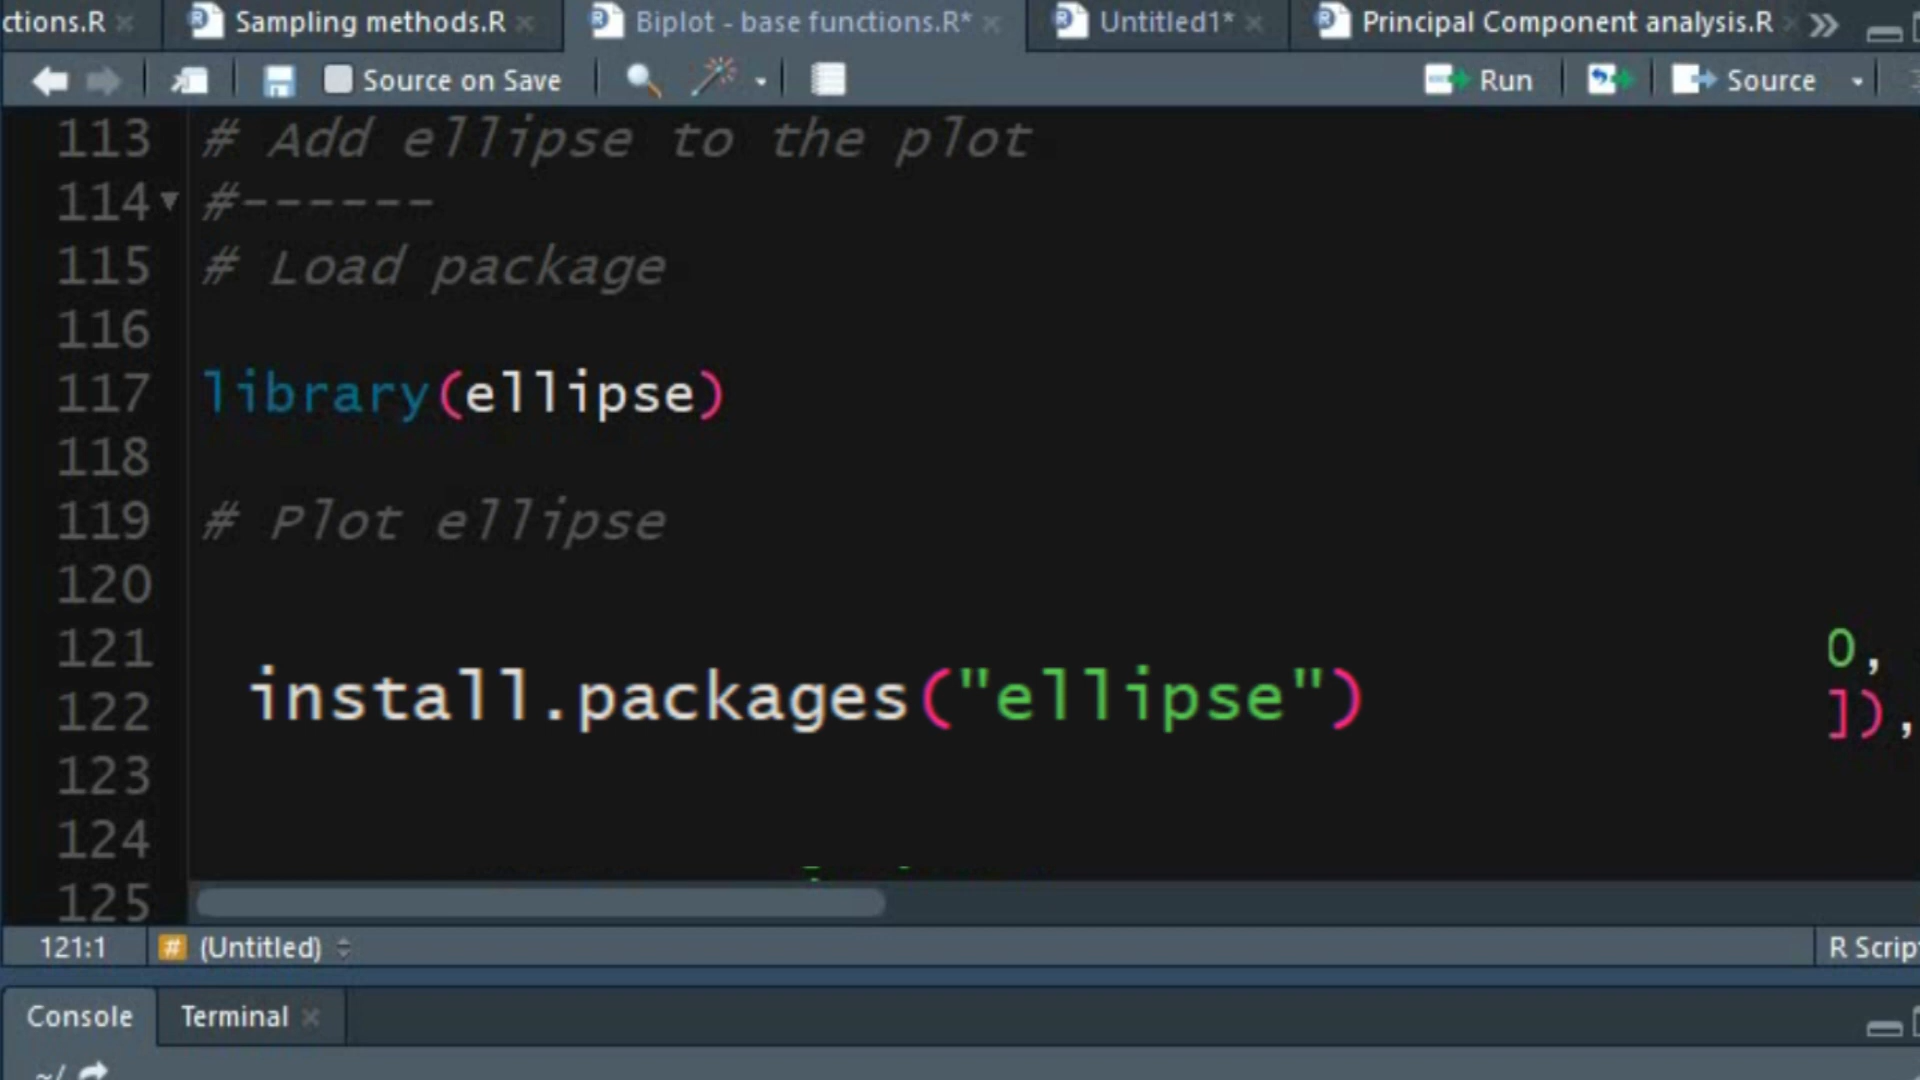 ctions.R
Sampling methods.R
Biplot - base functions.R*
Untitled1*
Principal Component analysis.R
Source on Save
Run
Source
113 # Add ellipse to the plot
114 #------
115 # Load package
116
117 library(ellipse)
118
119 # Plot ellipse
120
121 0,
install.packages("ellipse")
122 ]),
123
124
125
121:1
# (Untitled)
R Script
Console
Terminal
~/